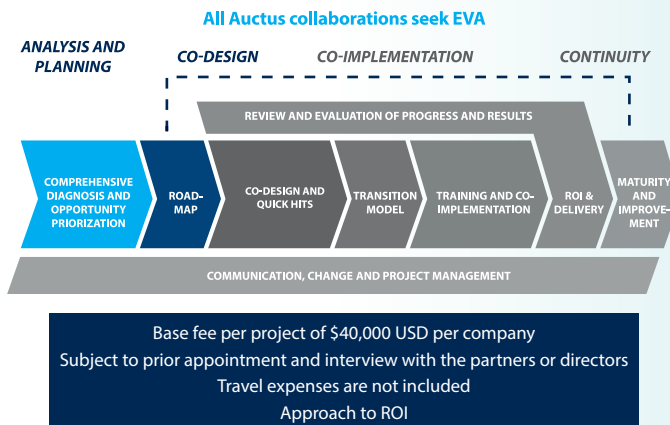 All Auctus collaborations seek EVA
ANALYSIS AND
PLANNING
CO-DESIGN
CO-IMPLEMENTATION
CONTINUITY
REVIEW AND EVALUATION OF PROGRESS AND RESULTS
COMPREHENSIVE
DIAGNOSIS AND
OPPORTUNITY
PRIORIZATION
ROAD-
MAP
CO-DESIGN AND
QUICK HITS
TRANSITION
MODEL
TRAINING AND CO-
IMPLEMENTATION
ROI &
DELIVERY
MATURITY
AND
IMPROVE-
MENT
COMMUNICATION, CHANGE AND PROJECT MANAGEMENT
Base fee per project of $40,000 USD per company
Subject to prior appointment and interview with the partners or directors
Travel expenses are not included
Approach to ROI